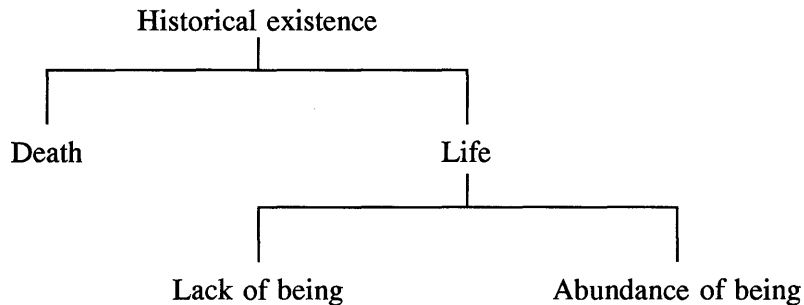 Historical existence
Death
Life
Lack of being
Abundance of being